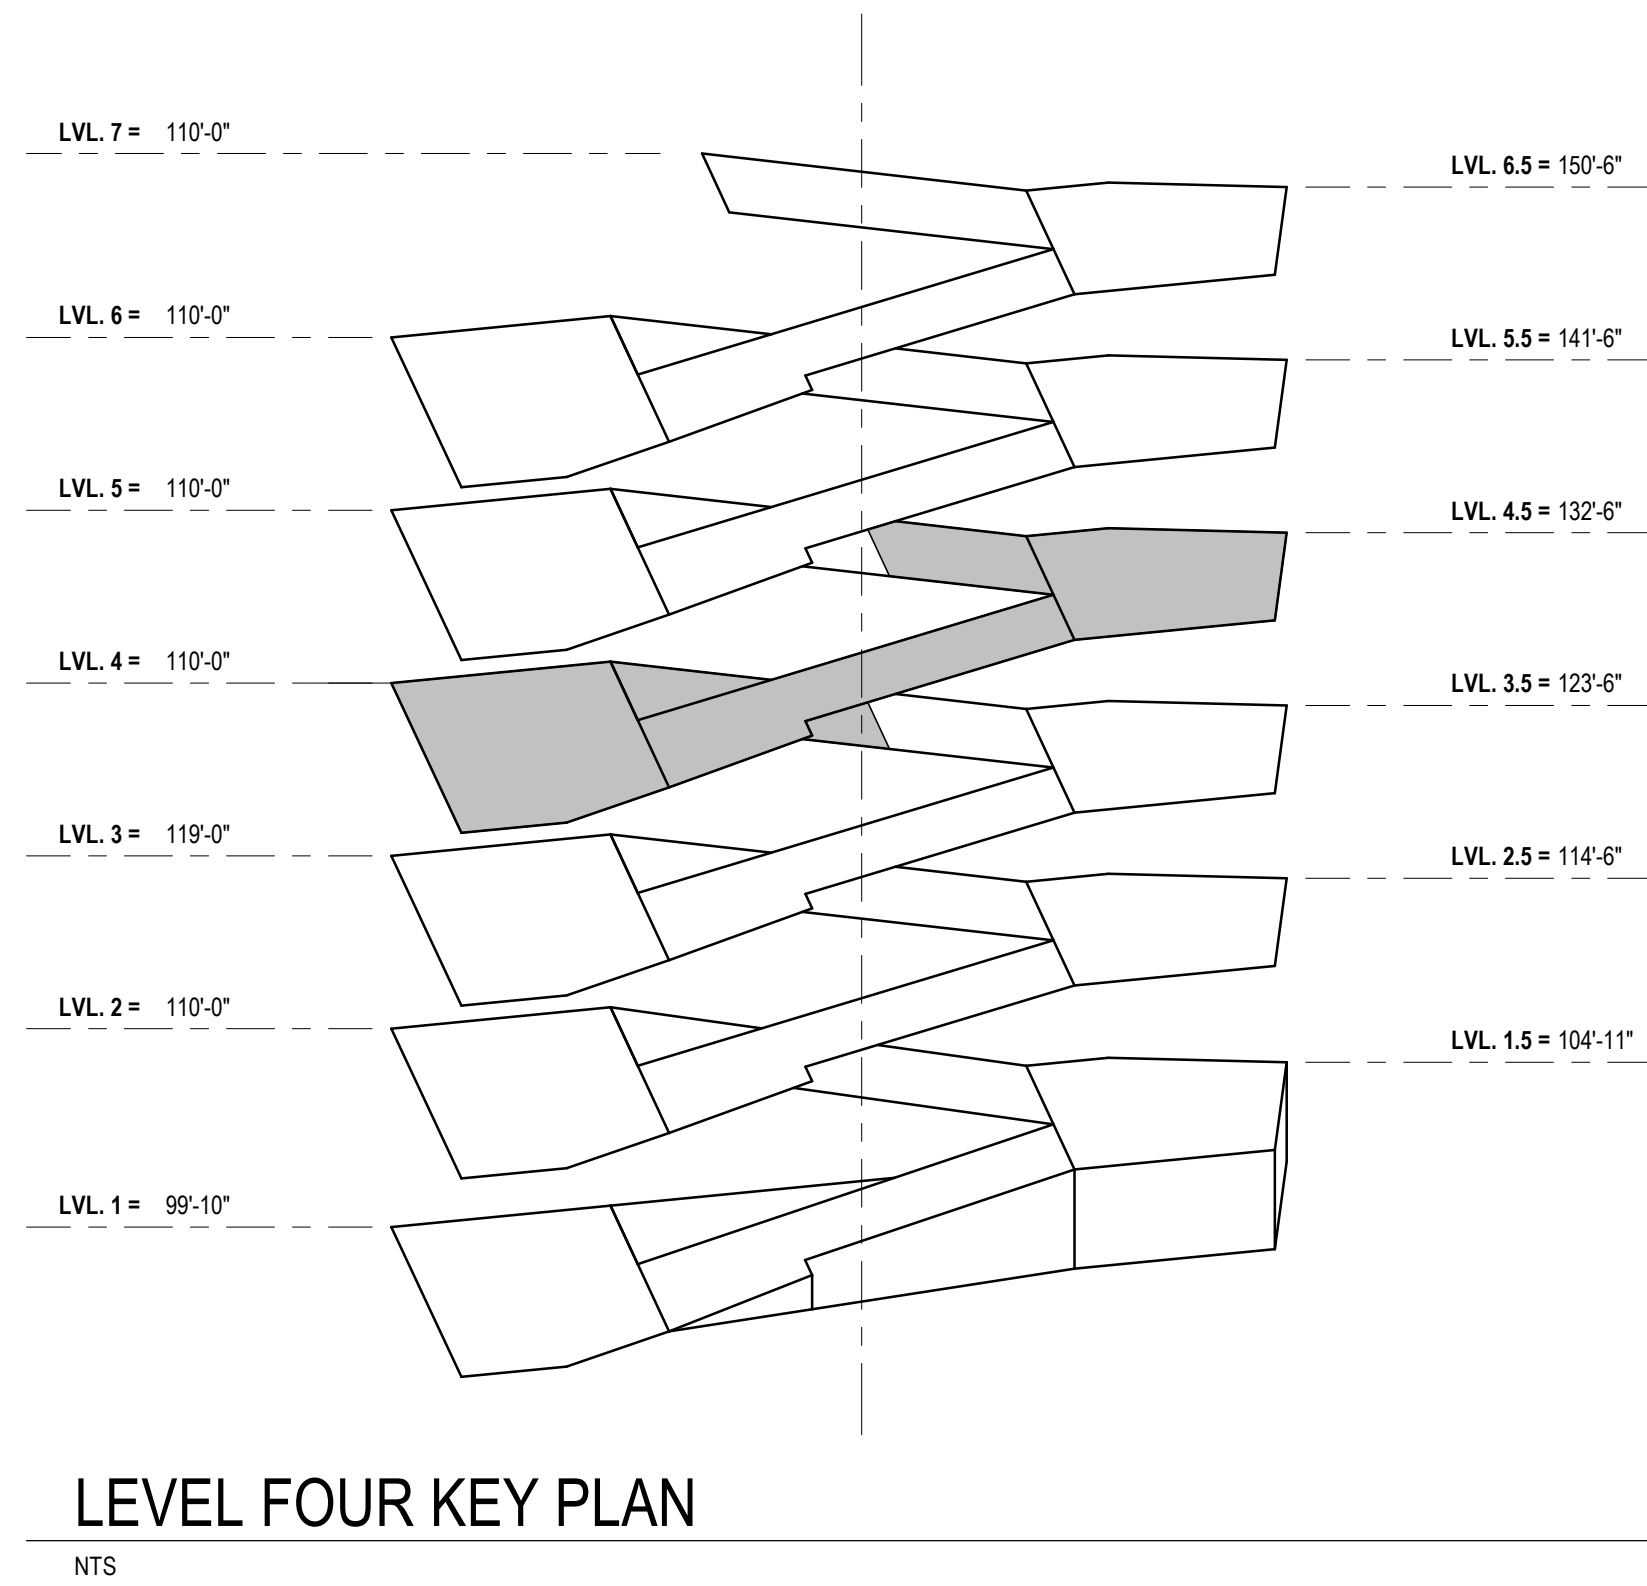 LVL. 7 = 110'-0"
LVL. 6.5 = 150'-6"
LVL. 6 = 110'-0"
LVL. 5.5 = 141'-6"
LVL. 5 = 110'-0"
LVL. 4.5 = 132'-6"
LVL. 4 = 110'-0"
LVL. 3.5 = 123'-6"
LVL. 3 = 119'-0"
LVL. 2.5 = 114'-6"
LVL. 2 = 110'-0"
LVL. 1.5 = 104'-11"
LVL. 1 = 99'-10"
LEVEL FOUR KEY PLAN
NTS